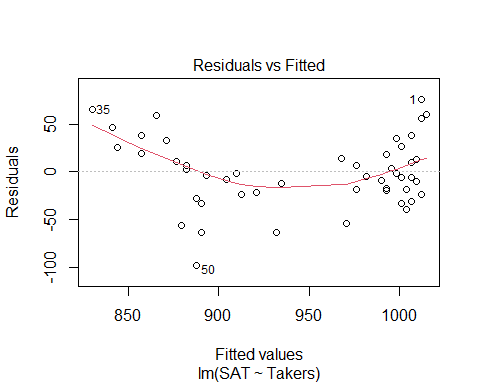 Residuals vs Fitted
Residuals
50
0
-50
-100
35
1
50
850
900
950
1000
Fitted values
lm(SAT ~ Takers)